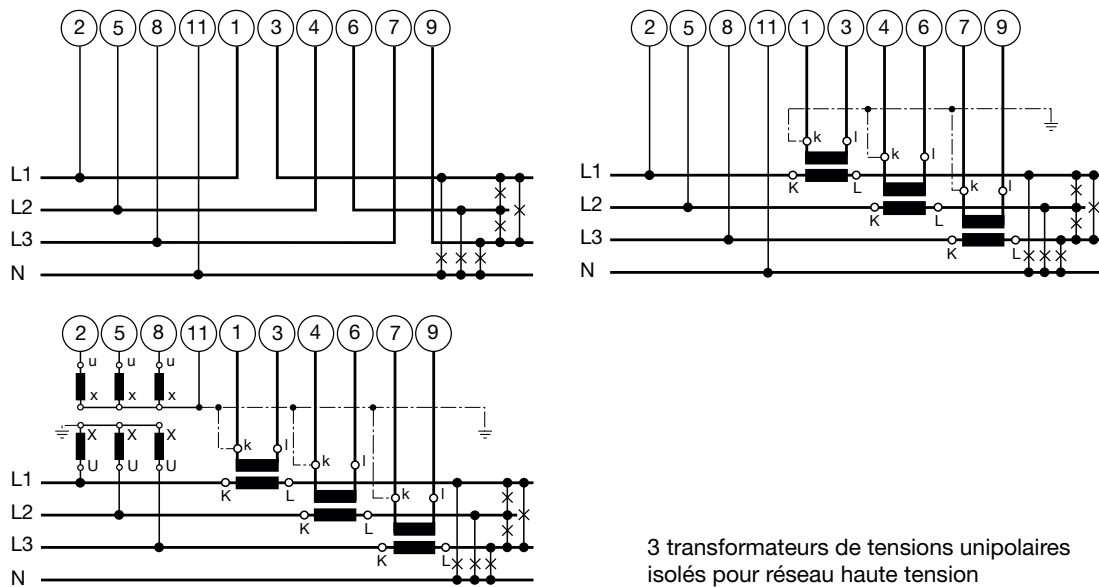 2 5 8 11 1 3 4 6 7 9
L1
L2
L3
N
2 5 8 11 1 3 4 6 7 9
k l
k l
k l
L1 K L
L2 K L
L3 K L
N
2 5 8 11 1 3 4 6 7 9
u u u
x x x
X X X
U U U
k l
k l
k l
L1 K L
L2 K L
L3 K L
N
3 transformateurs de tensions unipolaires
isolés pour réseau haute tension